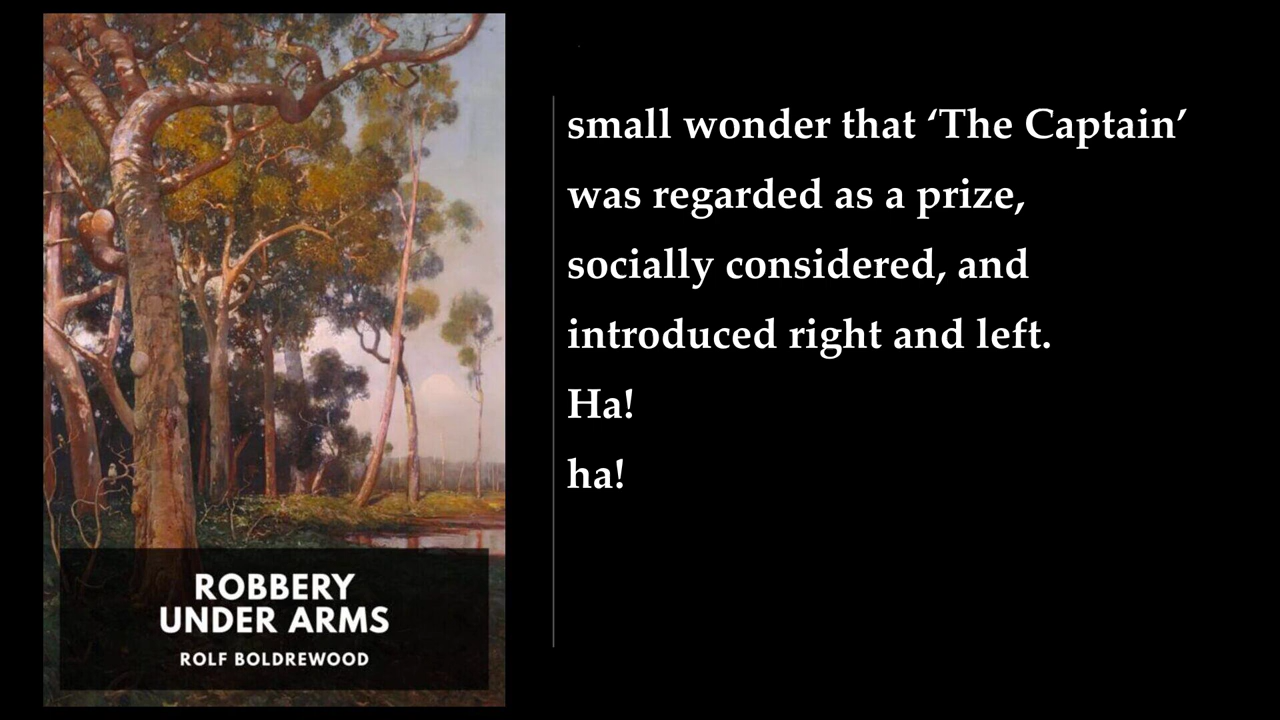 small wonder that ‘The Captain’
was regarded as a prize,
socially considered, and
introduced right and left.
Ha!
ha!
ROBBERY
UNDER ARMS
ROLF BOLDREWOOD